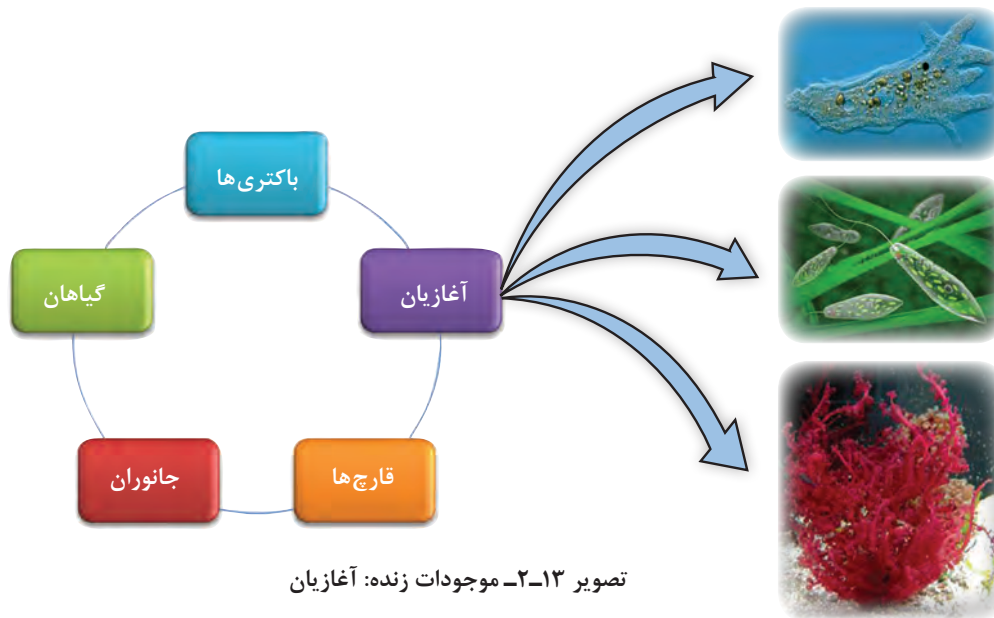 باکتری‌ها
آغازیان
گیاهان
قارچ‌ها
جانوران
تصویر ۱۳ـ۲ـ موجودات زنده: آغازیان